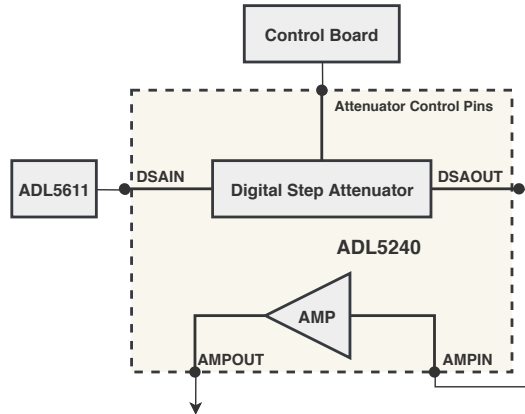 Control Board
Attenuator Control Pins
DSAIN
DSAOUT
ADL5611
Digital Step Attenuator
ADL5240
AMP
AMPOUT
AMPIN